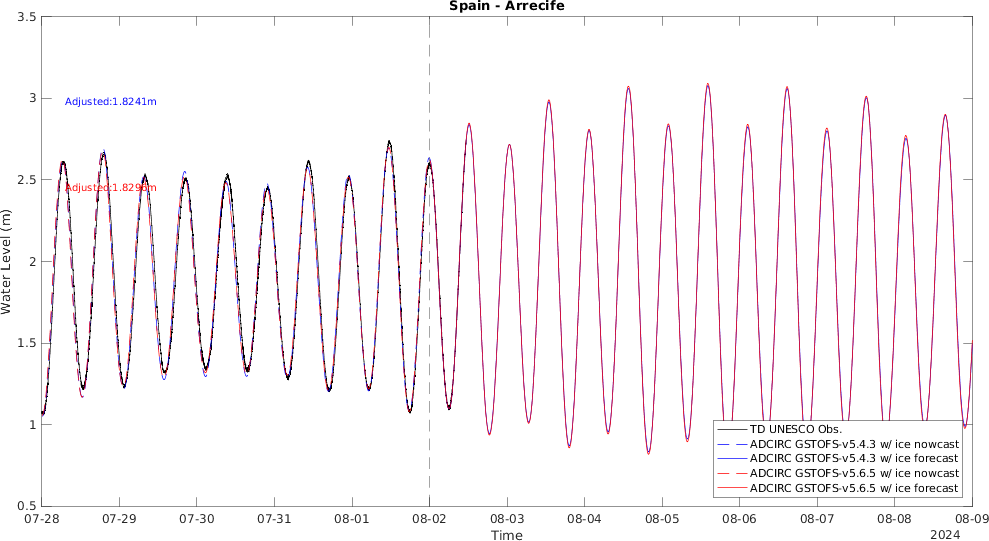 Spain - Arrecife
3.5
3
2.5
2
1.5
1
0.5
Water Level (m)
Adjusted:1.8241m
Adjusted:1.8296m
TD UNESCO Obs.
ADCIRC GSTOFS-v5.4.3 w/ ice nowcast
ADCIRC GSTOFS-v5.4.3 w/ ice forecast
ADCIRC GSTOFS-v5.6.5 w/ ice nowcast
ADCIRC GSTOFS-v5.6.5 w/ ice forecast
07-28 07-29 07-30 07-31 08-01 08-02 08-03 08-04 08-05 08-06 08-07 08-08 08-09
Time
2024